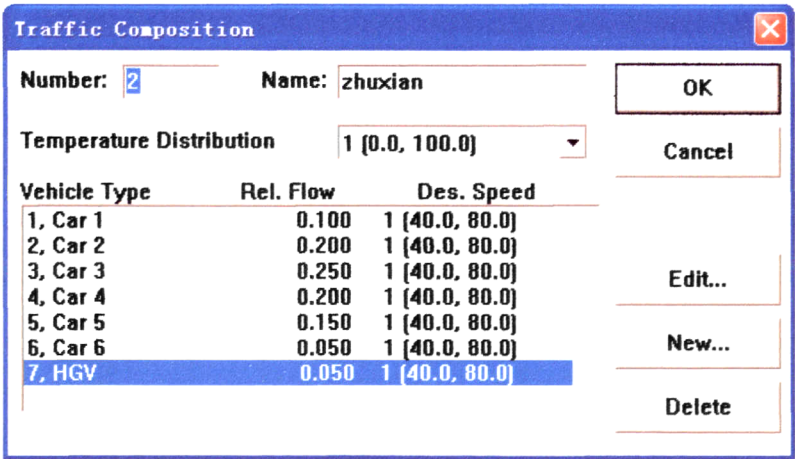 Traffic Composition
Number: 2 Name: zhuxian OK
Temperature Distribution 1 (0.0, 100.0) Cancel
Vehicle Type Rel. Flow Des. Speed
1, Car 1 0.100 1 (40.0, 80.0)
2, Car 2 0.200 1 (40.0, 80.0)
3, Car 3 0.250 1 (40.0, 80.0)
4, Car 4 0.200 1 (40.0, 80.0)
5, Car 5 0.150 1 (40.0, 80.0)
6, Car 6 0.050 1 (40.0, 80.0)
7, HGV 0.050 1 (40.0, 80.0)
Edit...
New...
Delete